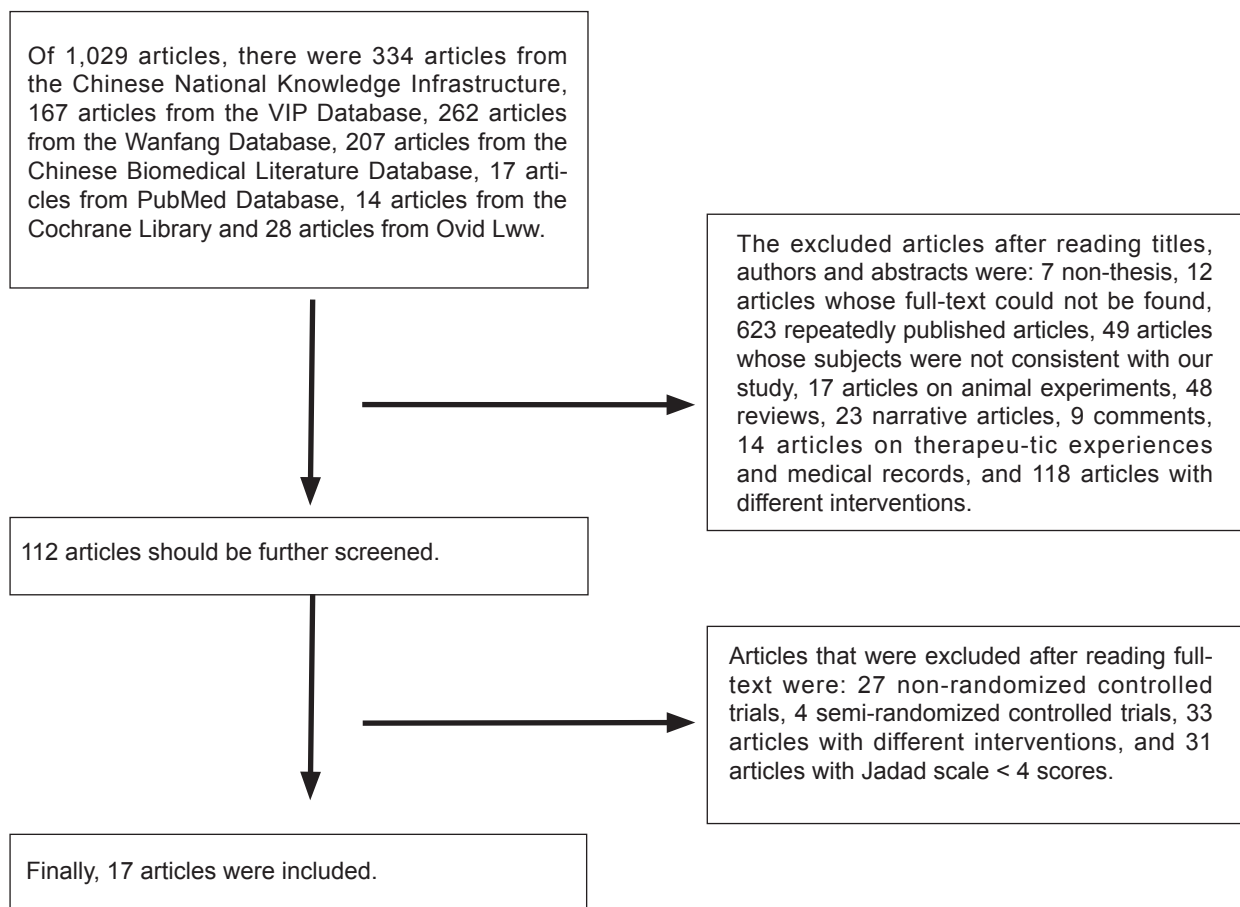 Of 1,029 articles, there were 334 articles from
the Chinese National Knowledge Infrastructure,
167 articles from the VIP Database, 262 articles
from the Wanfang Database, 207 articles from the
Chinese Biomedical Literature Database, 17 arti-
cles from PubMed Database, 14 articles from the
Cochrane Library and 28 articles from Ovid Lww.
The excluded articles after reading titles,
authors and abstracts were: 7 non-thesis, 12
articles whose full-text could not be found,
623 repeatedly published articles, 49 articles
whose subjects were not consistent with our
study, 17 articles on animal experiments, 48
reviews, 23 narrative articles, 9 comments,
14 articles on therapeu-tic experiences
and medical records, and 118 articles with
different interventions.
112 articles should be further screened.
Articles that were excluded after reading full-
text were: 27 non-randomized controlled
trials, 4 semi-randomized controlled trials, 33
articles with different interventions, and 31
articles with Jadad scale < 4 scores.
Finally, 17 articles were included.